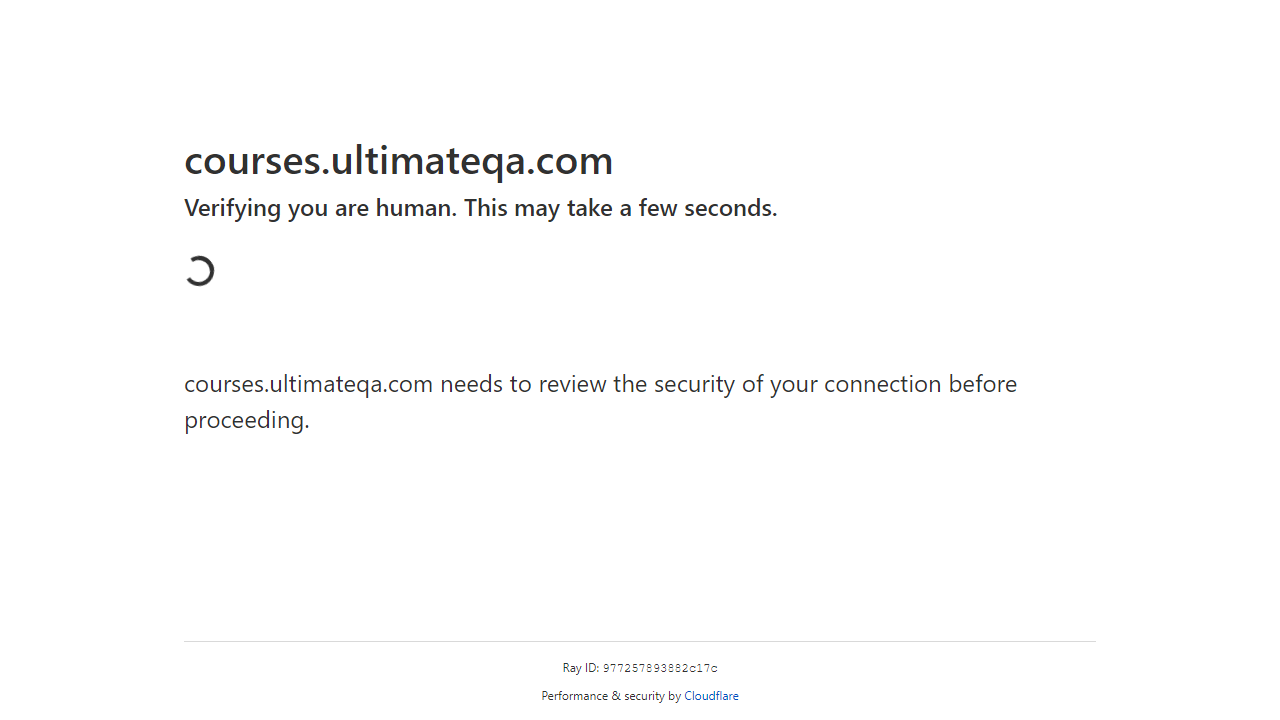 courses.ultimateqa.com
Verifying you are human. This may take a few seconds.
courses.ultimateqa.com needs to review the security of your connection before
proceeding.
Ray ID: 977257893882c17c
Performance & security by Cloudflare